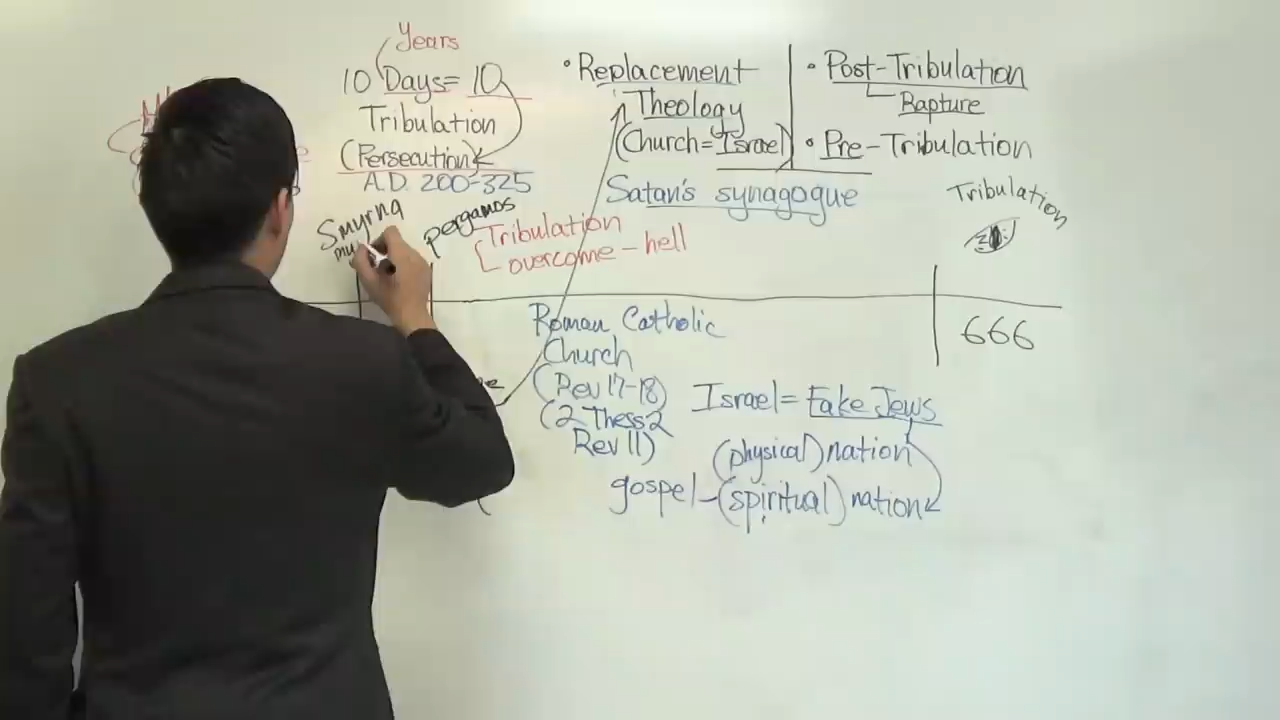 Years
10 Days= 10
Tribulation
(Persecution)
A.D. 200-325
Smyrna
pergamos
Tribulation
overcome - hell
• Replacement
Theology
(Church= Israel)
Satan's synagogue
• Post-Tribulation
Rapture
• Pre-Tribulation
Tribulation
666
Roman Catholic
Church
(Rev 17-18)
(2 Thess 2
Rev 11)
Israel= Fake Jews
(physical) nation
gospel-(spiritual) nation